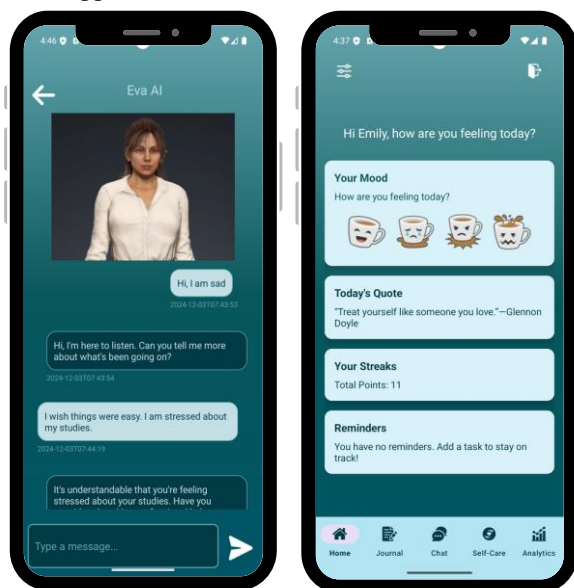 4:46
Eva AI
Hi, I am sad
2024-12-03T07:43:53
Hi, I'm here to listen. Can you tell me more
about what's been going on?
2024-12-03T07:43:54
I wish things were easy. I am stressed about
my studies.
2024-12-03T07:44:19
It's understandable that you're feeling
stressed about your studies. Have you
Type a message...
4:37
Hi Emily, how are you feeling today?
Your Mood
How are you feeling today?
Today's Quote
"Treat yourself like someone you love."—Glennon
Doyle
Your Streaks
Total Points: 11
Reminders
You have no reminders. Add a task to stay on
track!
Home Journal Chat Self-Care Analytics